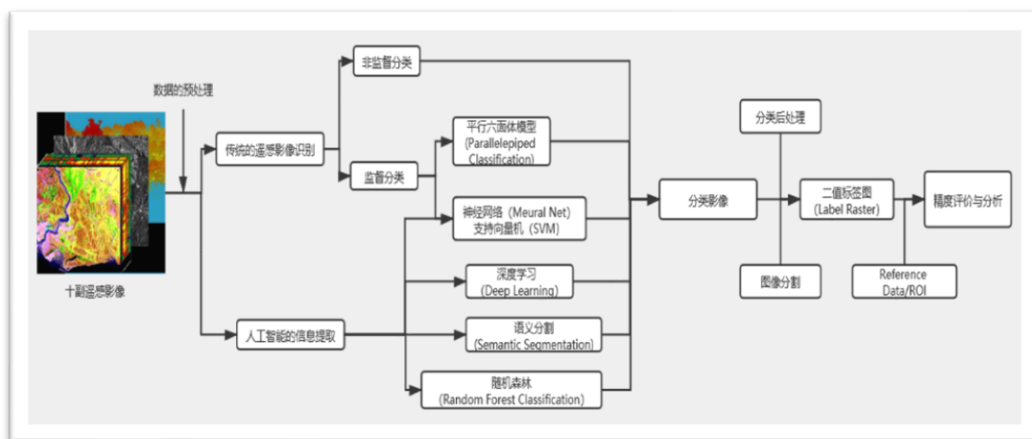 数据的预处理
十副遥感影像
传统的遥感影像识别
人工智能的信息提取
非监督分类
监督分类
平行六面体模型
(Parallelepiped
Classification)
神经网络（Meural Net）
支持向量机（SVM）
深度学习
(Deep Learning)
语义分割
(Semantic Segmentation)
随机森林
(Random Forest Classification)
分类影像
分类后处理
图像分割
二值标签图
(Label Raster)
Reference
Data/ROI
精度评价与分析